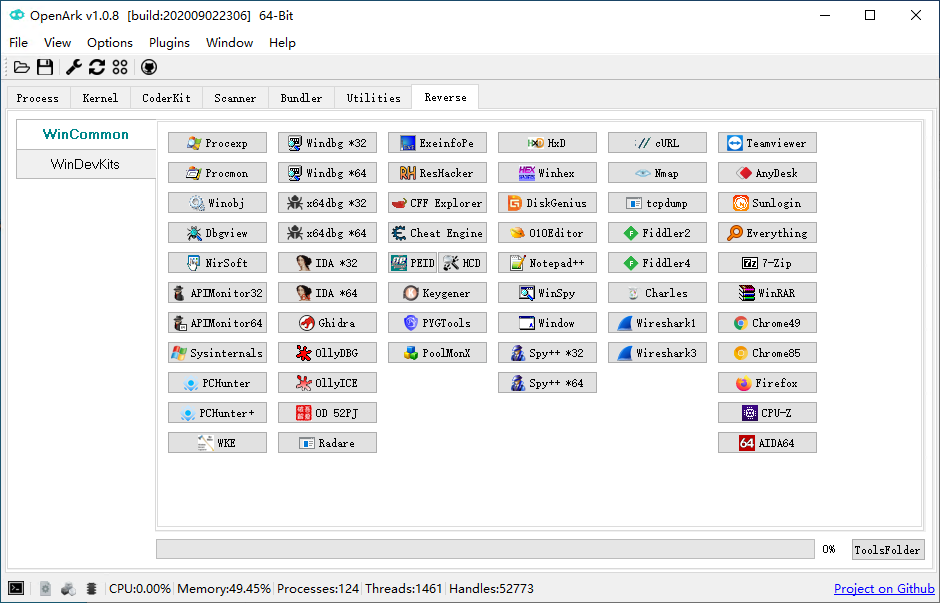 OpenArk v1.0.8 [build:202009022306] 64-Bit
File View Options Plugins Window Help
Process Kernel CoderKit Scanner Bundler Utilities Reverse
WinCommon
WinDevKits
Procexp Windbg *32 ExeinfoPe HxD cURL Teamviewer
Procmon Windbg *64 ResHacker Winhex Nmap AnyDesk
Winobj x64dbg *32 CFF Explorer DiskGenius tcpdump Sunlogin
Dbgview x64dbg *64 Cheat Engine 010Editor Fiddler2 Everything
NirSoft IDA *32 PEID HCD Notepad++ Fiddler4 7-Zip
APIMonitor32 IDA *64 Keygener WinSpy Charles WinRAR
APIMonitor64 Ghidra PYGTools Window Wireshark1 Chrome49
Sysinternals OllyDBG PoolMonX Spy++ *32 Wireshark3 Chrome85
PCHunter OllyICE Spy++ *64 Firefox
PCHunter+ OD 52PJ CPU-Z
WKE Radare AIDA64
0% ToolsFolder
CPU:0.00% Memory:49.45% Processes:124 Threads:1461 Handles:52773 Project on Github